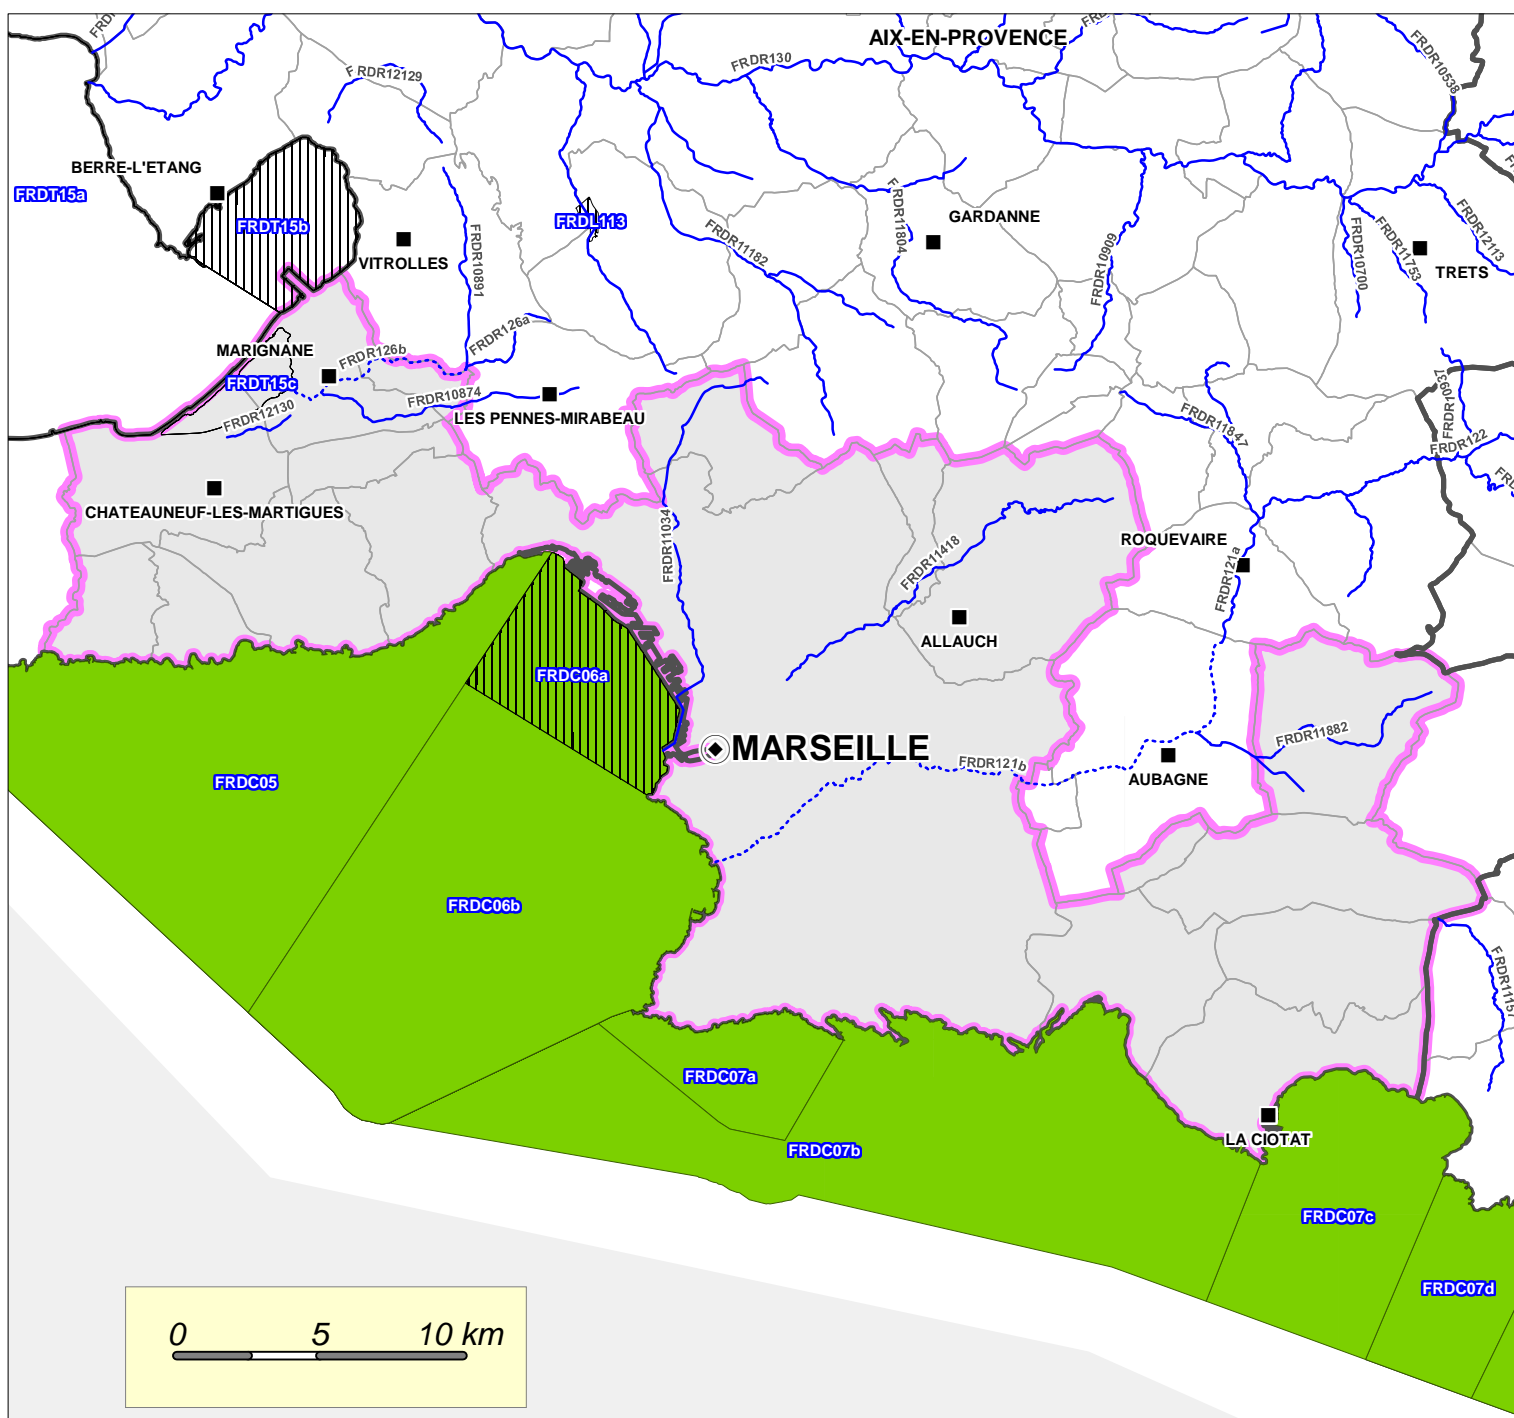 AIX-EN-PROVENCE
FRDR130
FRDR12129
FRDR10538
BERRE-L'ETANG
FRDT15a
FRDT15b
FRDL113
VITROLLES
FRDR10891
FRDR11182
FRDR11804
GARDANNE
FRDR10909
FRDR10700
FRDR11753
FRDR12113
TRETS
MARIGNANE
FRDR126b
FRDR126a
FRDT15c
FRDR12130
FRDR10874
LES PENNES-MIRABEAU
FRDR11847
FRDR10937
FRDR122
CHATEAUNEUF-LES-MARTIGUES
FRDR11034
FRDR11418
ROQUEVAIRE
FRDR121a
ALLAUCH
FRDC06a
MARSEILLE
FRDR121b
FRDR11882
AUBAGNE
FRDC05
FRDC06b
FRDR1115
FRDC07a
FRDC07b
LA CIOTAT
FRDC07c
FRDC07d
0 5 10 km